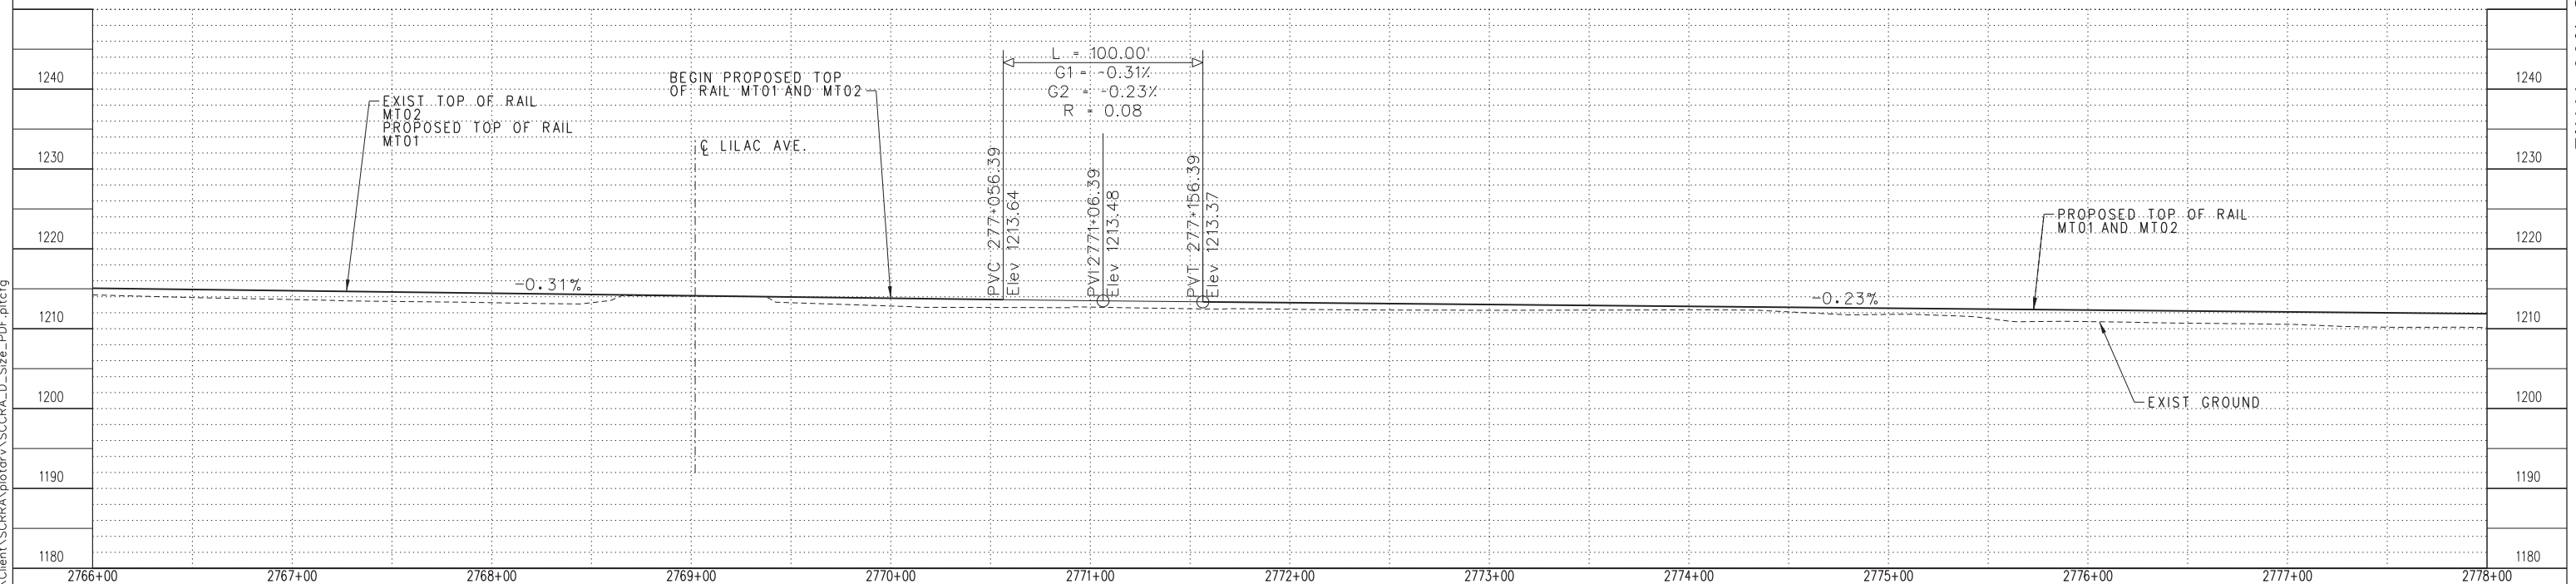 L = 100.00'
G1 = -0.31%
G2 = -0.23%
R = 0.08
1240
BEGIN PROPOSED TOP
OF RAIL MT01 AND MT02
1240
EXIST TOP OF RAIL
MT02
PROPOSED TOP OF RAIL
MT01
℄ LILAC AVE.
1230
1230
PVC 277+056.39
Elev 1213.64
PVI 2771+06.39
Elev 1213.48
PVT 277+156.39
Elev 1213.37
PROPOSED TOP OF RAIL
MT01 AND MT02
1220
1220
-0.31%
-0.23%
1210
1210
1200
1200
EXIST GROUND
1190
1190
1180
1180
2766+00
2767+00
2768+00
2769+00
2770+00
2771+00
2772+00
2773+00
2774+00
2775+00
2776+00
2777+00
2778+00
\Client\SCRRA\plotdrv\SCCRA_D_Size_PDF.pltcfg